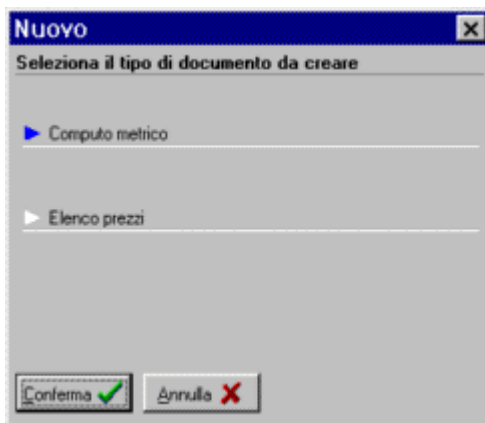 Nuovo
Seleziona il tipo di documento da creare
Computo metrico
Elenco prezzi
Conferma Annulla